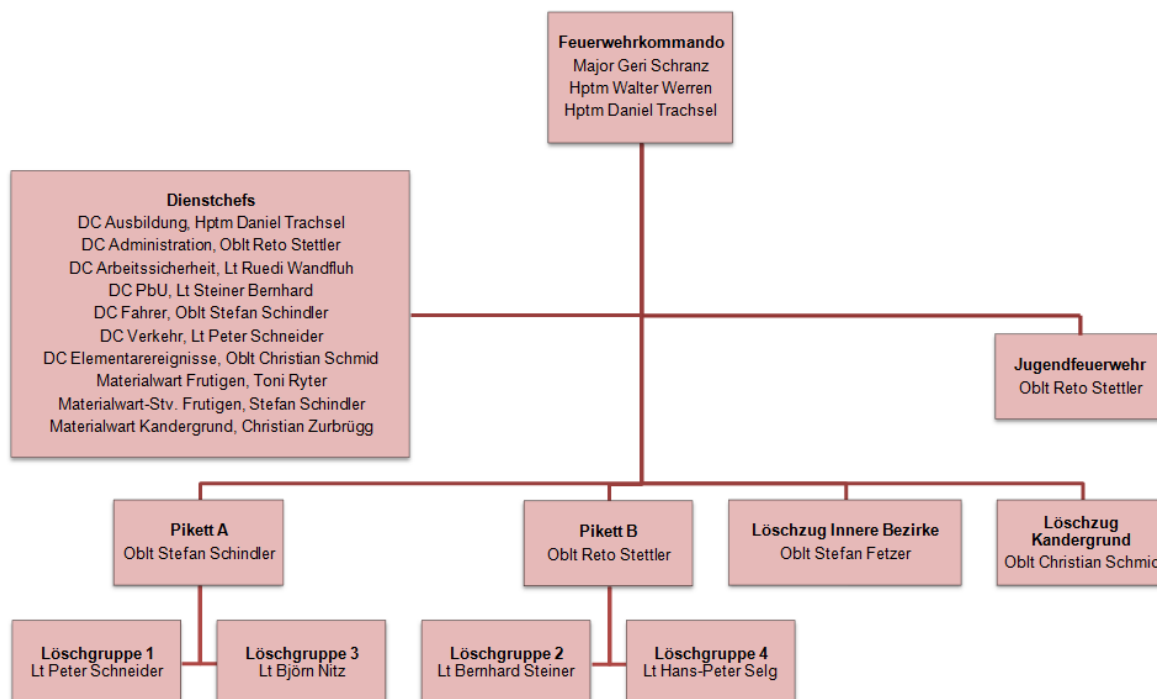 Feuerwehrkommando
Major Geri Schranz
Hptm Walter Werren
Hptm Daniel Trachsel
Dienstchefs
DC Ausbildung, Hptm Daniel Trachsel
DC Administration, Oblt Reto Stettler
DC Arbeitssicherheit, Lt Ruedi Wandfluh
DC PbU, Lt Steiner Bernhard
DC Fahrer, Oblt Stefan Schindler
DC Verkehr, Lt Peter Schneider
DC Elementarereignisse, Oblt Christian Schmid
Materialwart Frutigen, Toni Ryter
Materialwart-Stv. Frutigen, Stefan Schindler
Materialwart Kandergrund, Christian Zurbrügg
Jugendfeuerwehr
Oblt Reto Stettler
Pikett A
Oblt Stefan Schindler
Pikett B
Oblt Reto Stettler
Löschzug Innere Bezirke
Oblt Stefan Fetzer
Löschzug
Kandergrund
Oblt Christian Schmid
Löschgruppe 1
Lt Peter Schneider
Löschgruppe 3
Lt Björn Nitz
Löschgruppe 2
Lt Bernhard Steiner
Löschgruppe 4
Lt Hans-Peter Selg